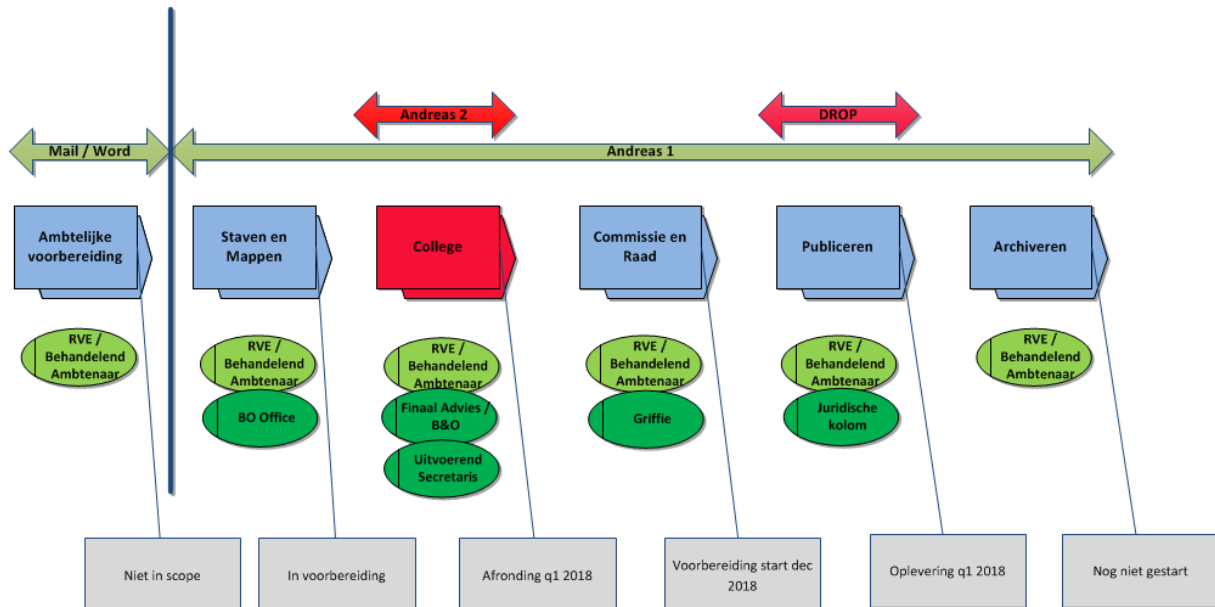 Andreas 2
DROP
Mail / Word
Andreas 1
Ambtelijke
voorbereiding
Staven en
Mappen
College
Commissie en
Raad
Publiceren
Archiveren
RVE /
Behandelend
Ambtenaar
RVE /
Behandelend
Ambtenaar
BO Office
RVE /
Behandelend
Ambtenaar
Finaal Advies /
B&O
Uitvoerend
Secretaris
RVE /
Behandelend
Ambtenaar
Griffie
RVE /
Behandelend
Ambtenaar
Juridische
kolom
RVE /
Behandelend
Ambtenaar
Niet in scope
In voorbereiding
Afronding q1 2018
Voorbereiding start dec
2018
Oplevering q1 2018
Nog niet gestart